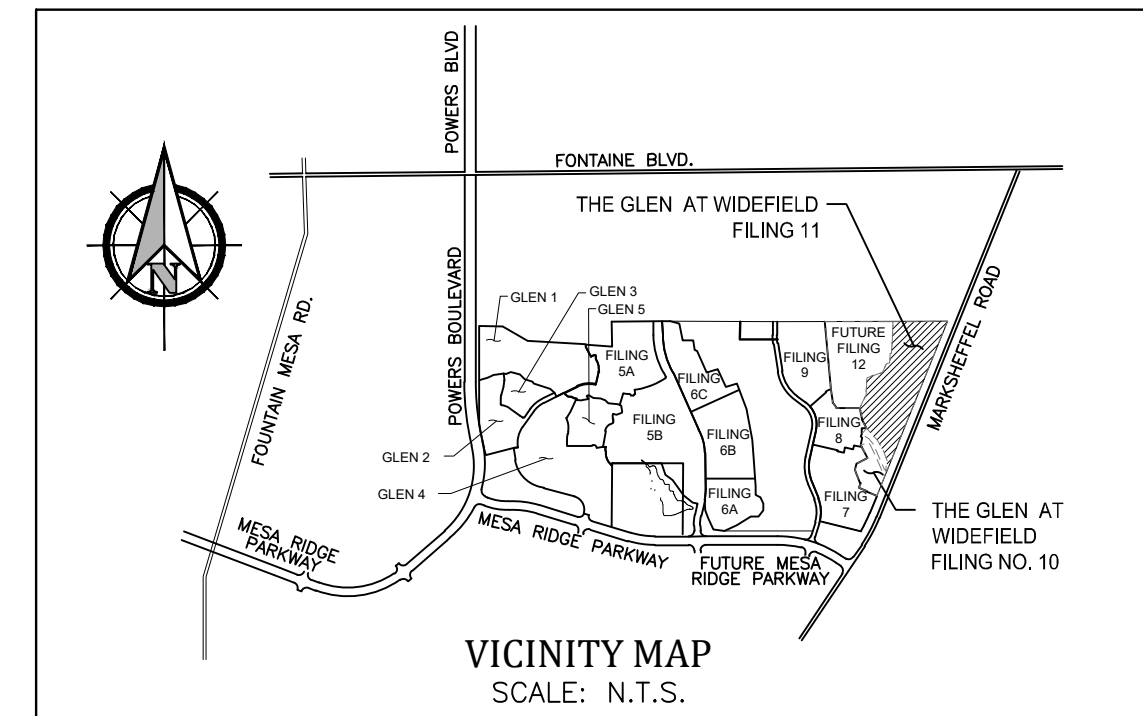 POWERS BLVD
FONTAINE BLVD.
THE GLEN AT WIDEFIELD
FILING 11
N
FOUNTAIN MESA RD.
POWERS BOULEVARD
MARKSHEFFEL ROAD
GLEN 1
GLEN 3
GLEN 5
FILING
5A
FILING
6C
FILING
9
FUTURE
FILING
12
FILING
5B
FILING
6B
FILING
8
GLEN 2
GLEN 4
FILING
6A
FILING
7
THE GLEN AT
WIDEFIELD
FILING NO. 10
MESA RIDGE
PARKWAY
MESA RIDGE PARKWAY
FUTURE MESA
RIDGE PARKWAY
VICINITY MAP
SCALE: N.T.S.